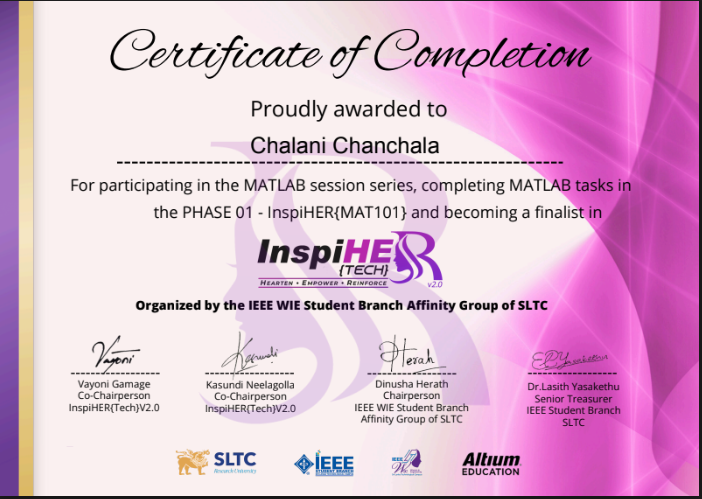 Certificate of Completion
Proudly awarded to
Chalani Chanchala
For participating in the MATLAB session series, completing MATLAB tasks in
the PHASE 01 - InspiHER{MAT101} and becoming a finalist in
InspiHER
{TECH}
HEARTEN • EMPOWER • REINFORCE v2.0
Organized by the IEEE WIE Student Branch Affinity Group of SLTC
Vayoni
Kasundi
Herath
Vayoni Gamage
Co-Chairperson
InspiHER{Tech}V2.0
Kasundi Neelagolla
Co-Chairperson
InspiHER{Tech}V2.0
Dinusha Herath
Chairperson
IEEE WIE Student Branch
Affinity Group of SLTC
Dr.Lasith Yasakethu
Senior Treasurer
IEEE Student Branch
SLTC
SLTC
Research University
IEEE
STUDENT BRANCH
IEEE
WIE
Altium
EDUCATION